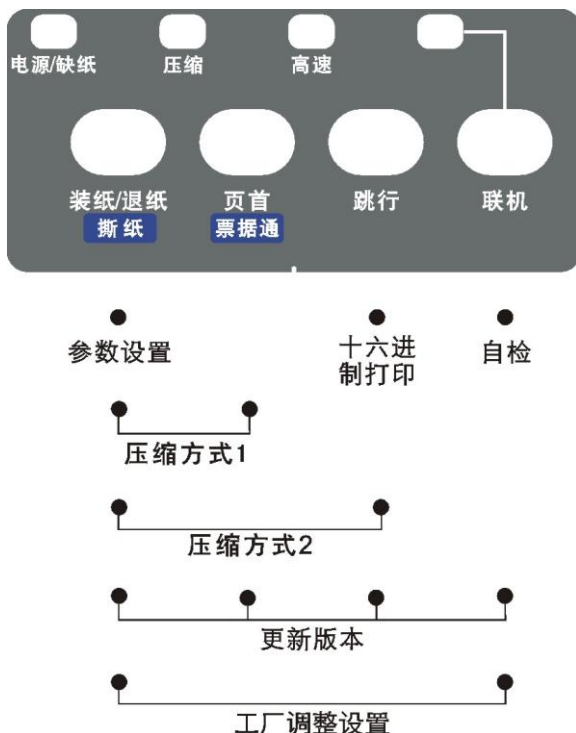 电源/缺纸 压缩 高速
装纸/退纸 页首 跳行 联机
撕纸 票据通
参数设置 十六进 自检
制打印
压缩方式1
压缩方式2
更新版本
工厂调整设置